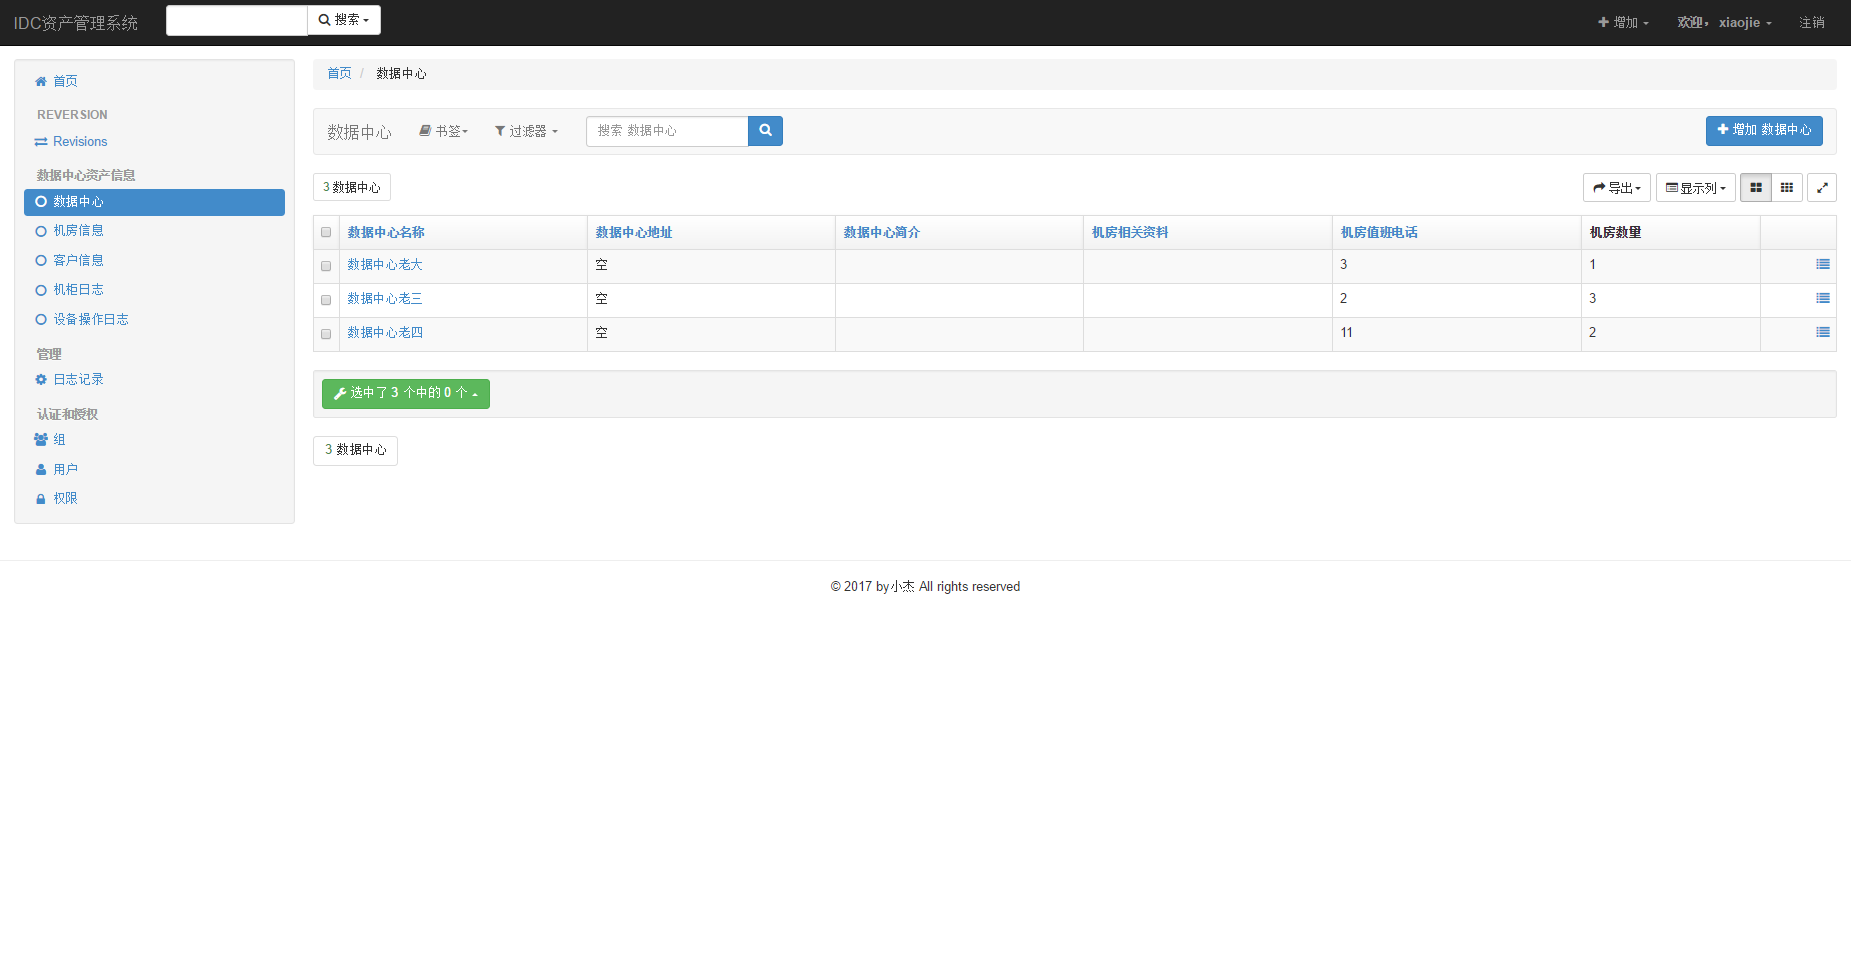 IDC资产管理系统 搜索 增加 欢迎， xiaojie 注销
首页
REVERSION
Revisions
数据中心资产信息
数据中心
机房信息
客户信息
机柜日志
设备操作日志
管理
日志记录
认证和授权
组
用户
权限
首页 / 数据中心
数据中心 书签 过滤器 搜索 数据中心 增加 数据中心
3 数据中心 导出 显示列
数据中心名称 数据中心地址 数据中心简介 机房相关资料 机房值班电话 机房数量
数据中心老大 空 3 1
数据中心老三 空 2 3
数据中心老四 空 11 2
选中了 3 个中的 0 个
3 数据中心
© 2017 by小杰 All rights reserved